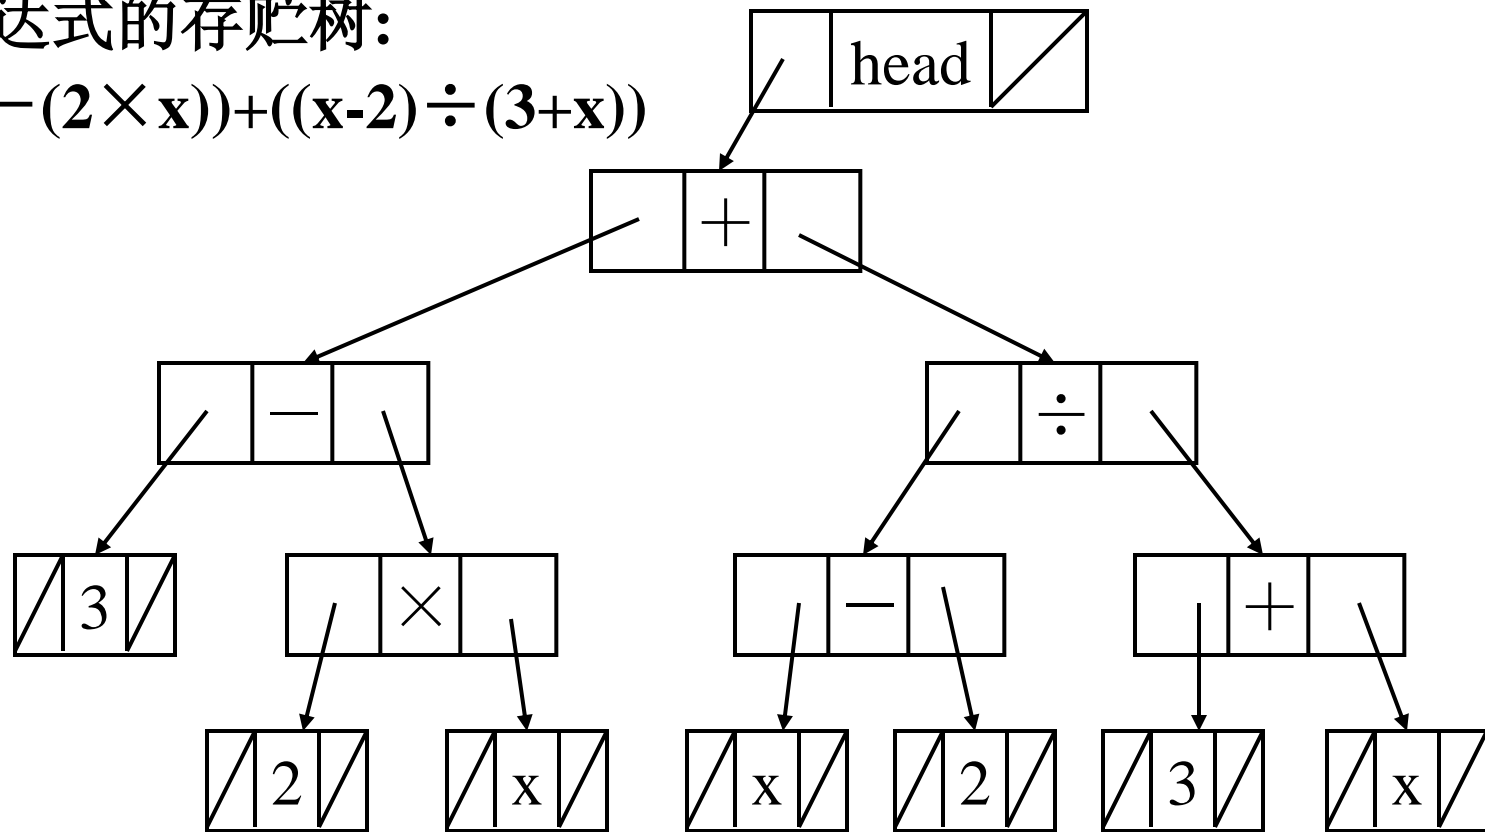 达式的存贮树:
−(2×x))+((x-2)÷(3+x))
head
+
− ÷
3 × − +
2 x x 2 3 x